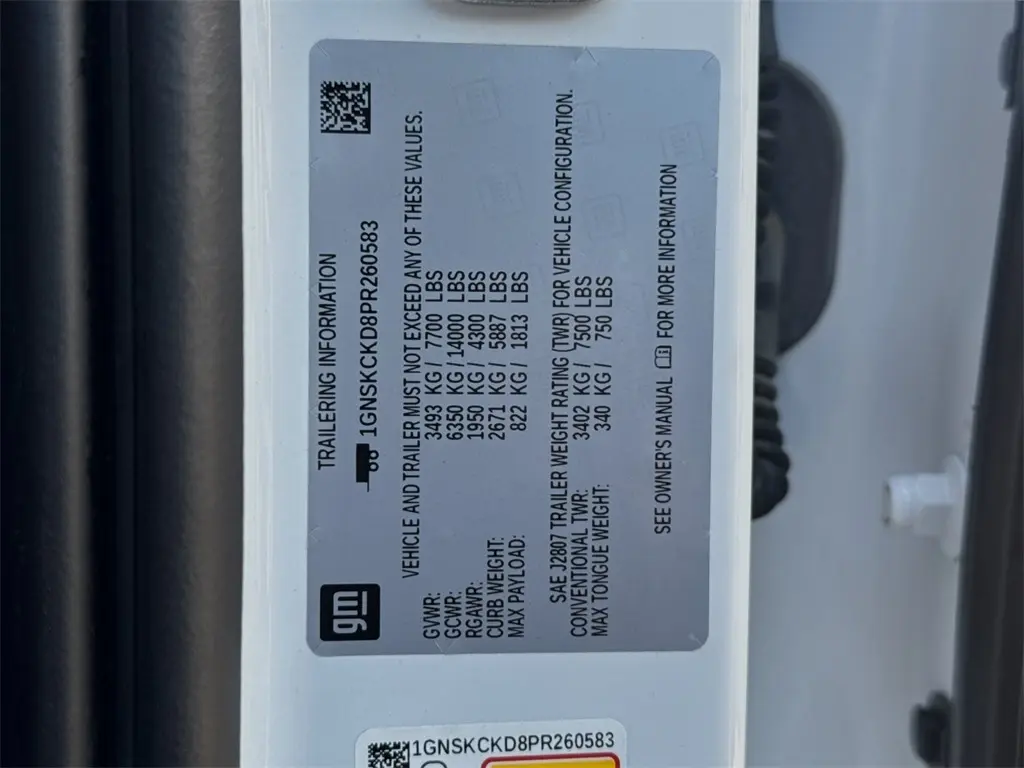 gm
TRAILERING INFORMATION
1GNSKCKD8PR260583
VEHICLE AND TRAILER MUST NOT EXCEED ANY OF THESE VALUES.
GVWR: 3493 KG / 7700 LBS
GCWR: 6350 KG / 14000 LBS
RGAWR: 1950 KG / 4300 LBS
CURB WEIGHT: 2671 KG / 5887 LBS
MAX PAYLOAD: 822 KG / 1813 LBS
SAE J2807 TRAILER WEIGHT RATING (TWR) FOR VEHICLE CONFIGURATION.
CONVENTIONAL TWR: 3402 KG / 7500 LBS
MAX TONGUE WEIGHT: 340 KG / 750 LBS
SEE OWNER'S MANUAL FOR MORE INFORMATION
1GNSKCKD8PR260583